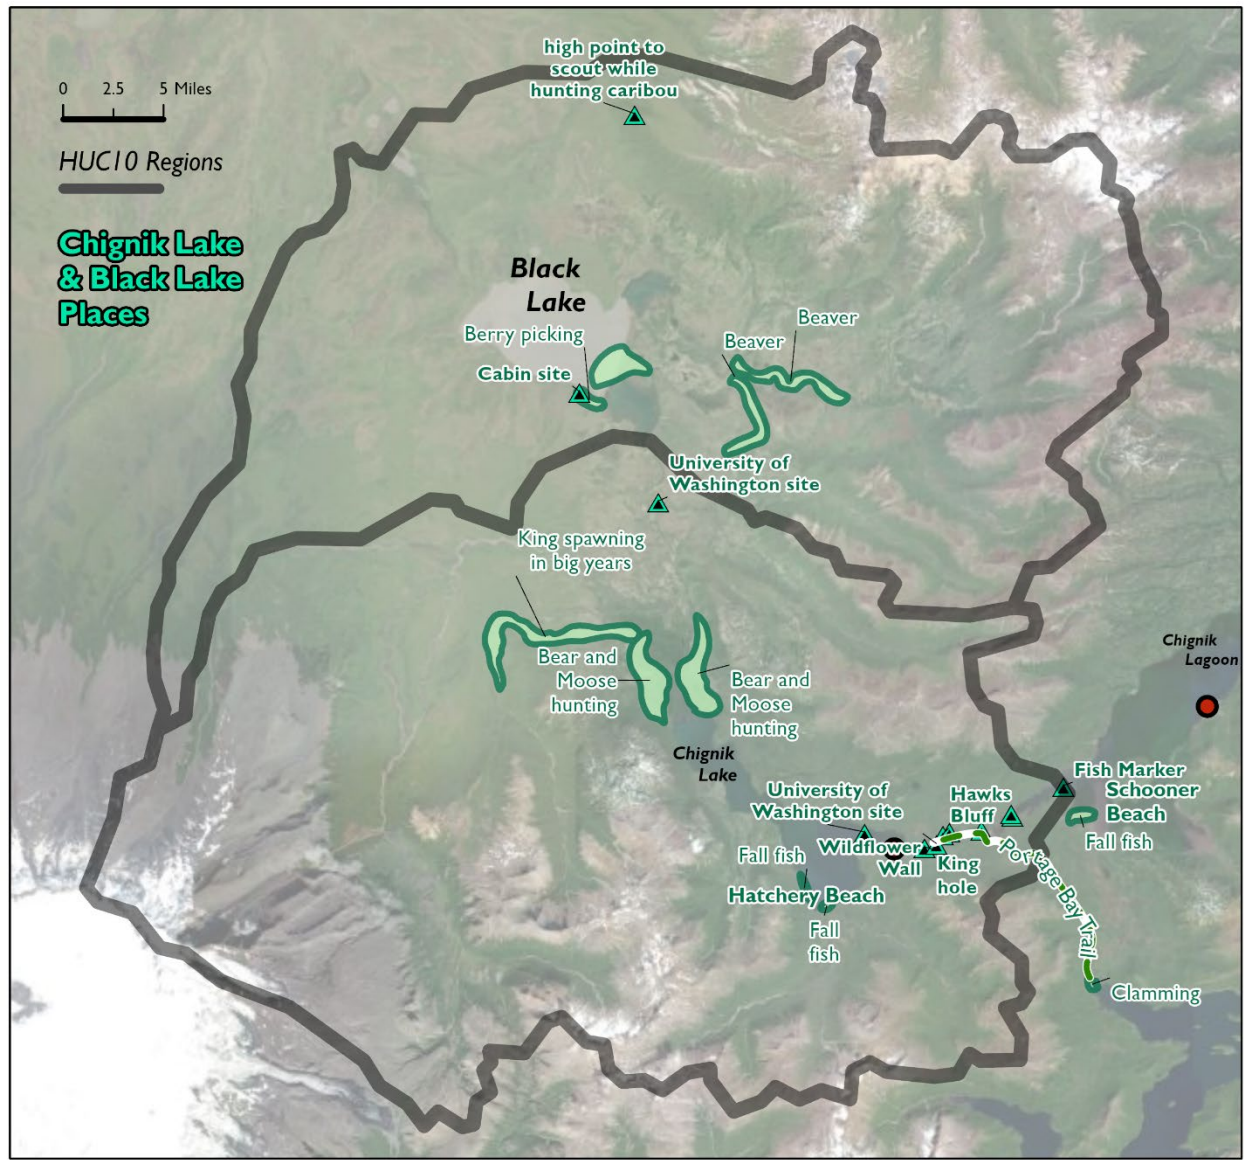 high point to
scout while
hunting caribou
0 2.5 5 Miles
HUC10 Regions
Chignik Lake
& Black Lake
Places
Black
Lake
Berry picking
Cabin site
Beaver
Beaver
University of
Washington site
King spawning
in big years
Bear and
Moose
hunting
Bear and
Moose
hunting
Chignik
Lagoon
Chignik
Lake
Fish Marker
Schooner
Beach
Fall fish
University of
Washington site
Hawks
Bluff
Wildflower
Wall
King
hole
Portage Bay Trail
Fall fish
Hatchery Beach
Fall
fish
Clamming